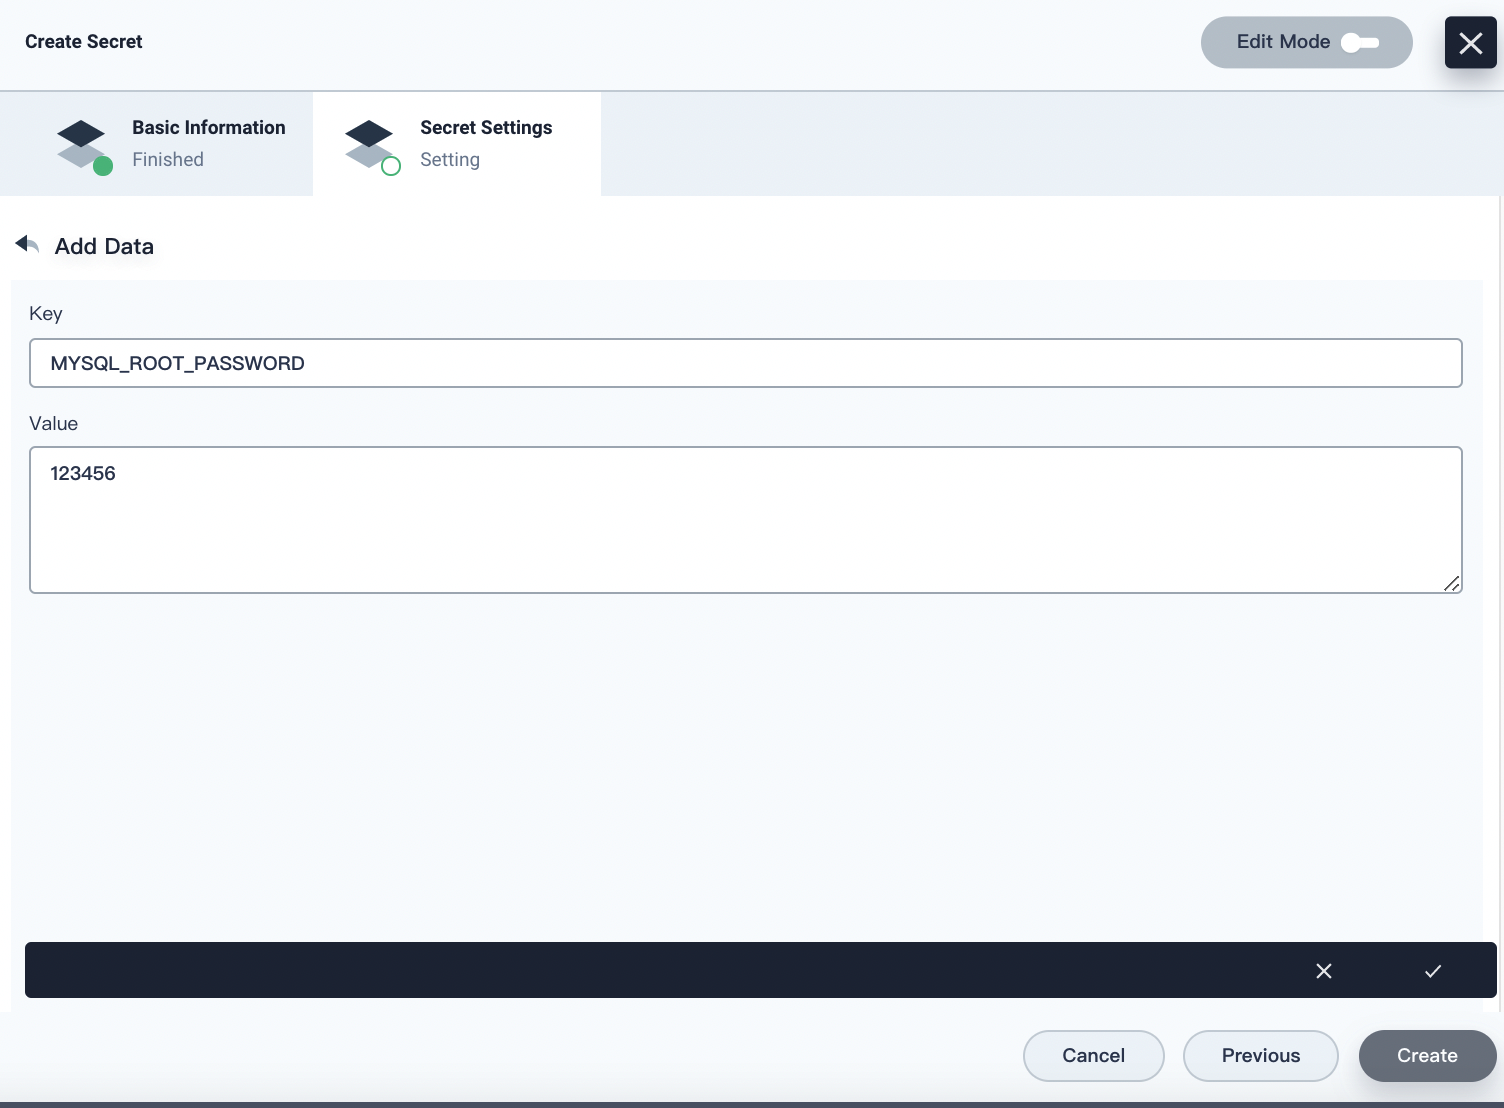 Create Secret
Edit Mode
Basic Information
Finished
Secret Settings
Setting
Add Data
Key
MYSQL_ROOT_PASSWORD
Value
123456
Cancel
Previous
Create